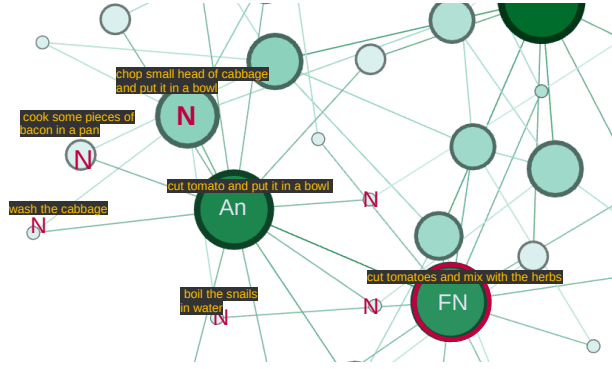 chop small head of cabbage
and put it in a bowl
N
cook some pieces of
bacon in a pan
N
cut tomato and put it in a bowl
An
N
wash the cabbage
N
cut tomatoes and mix with the herbs
FN
boil the snails
in water
N
N